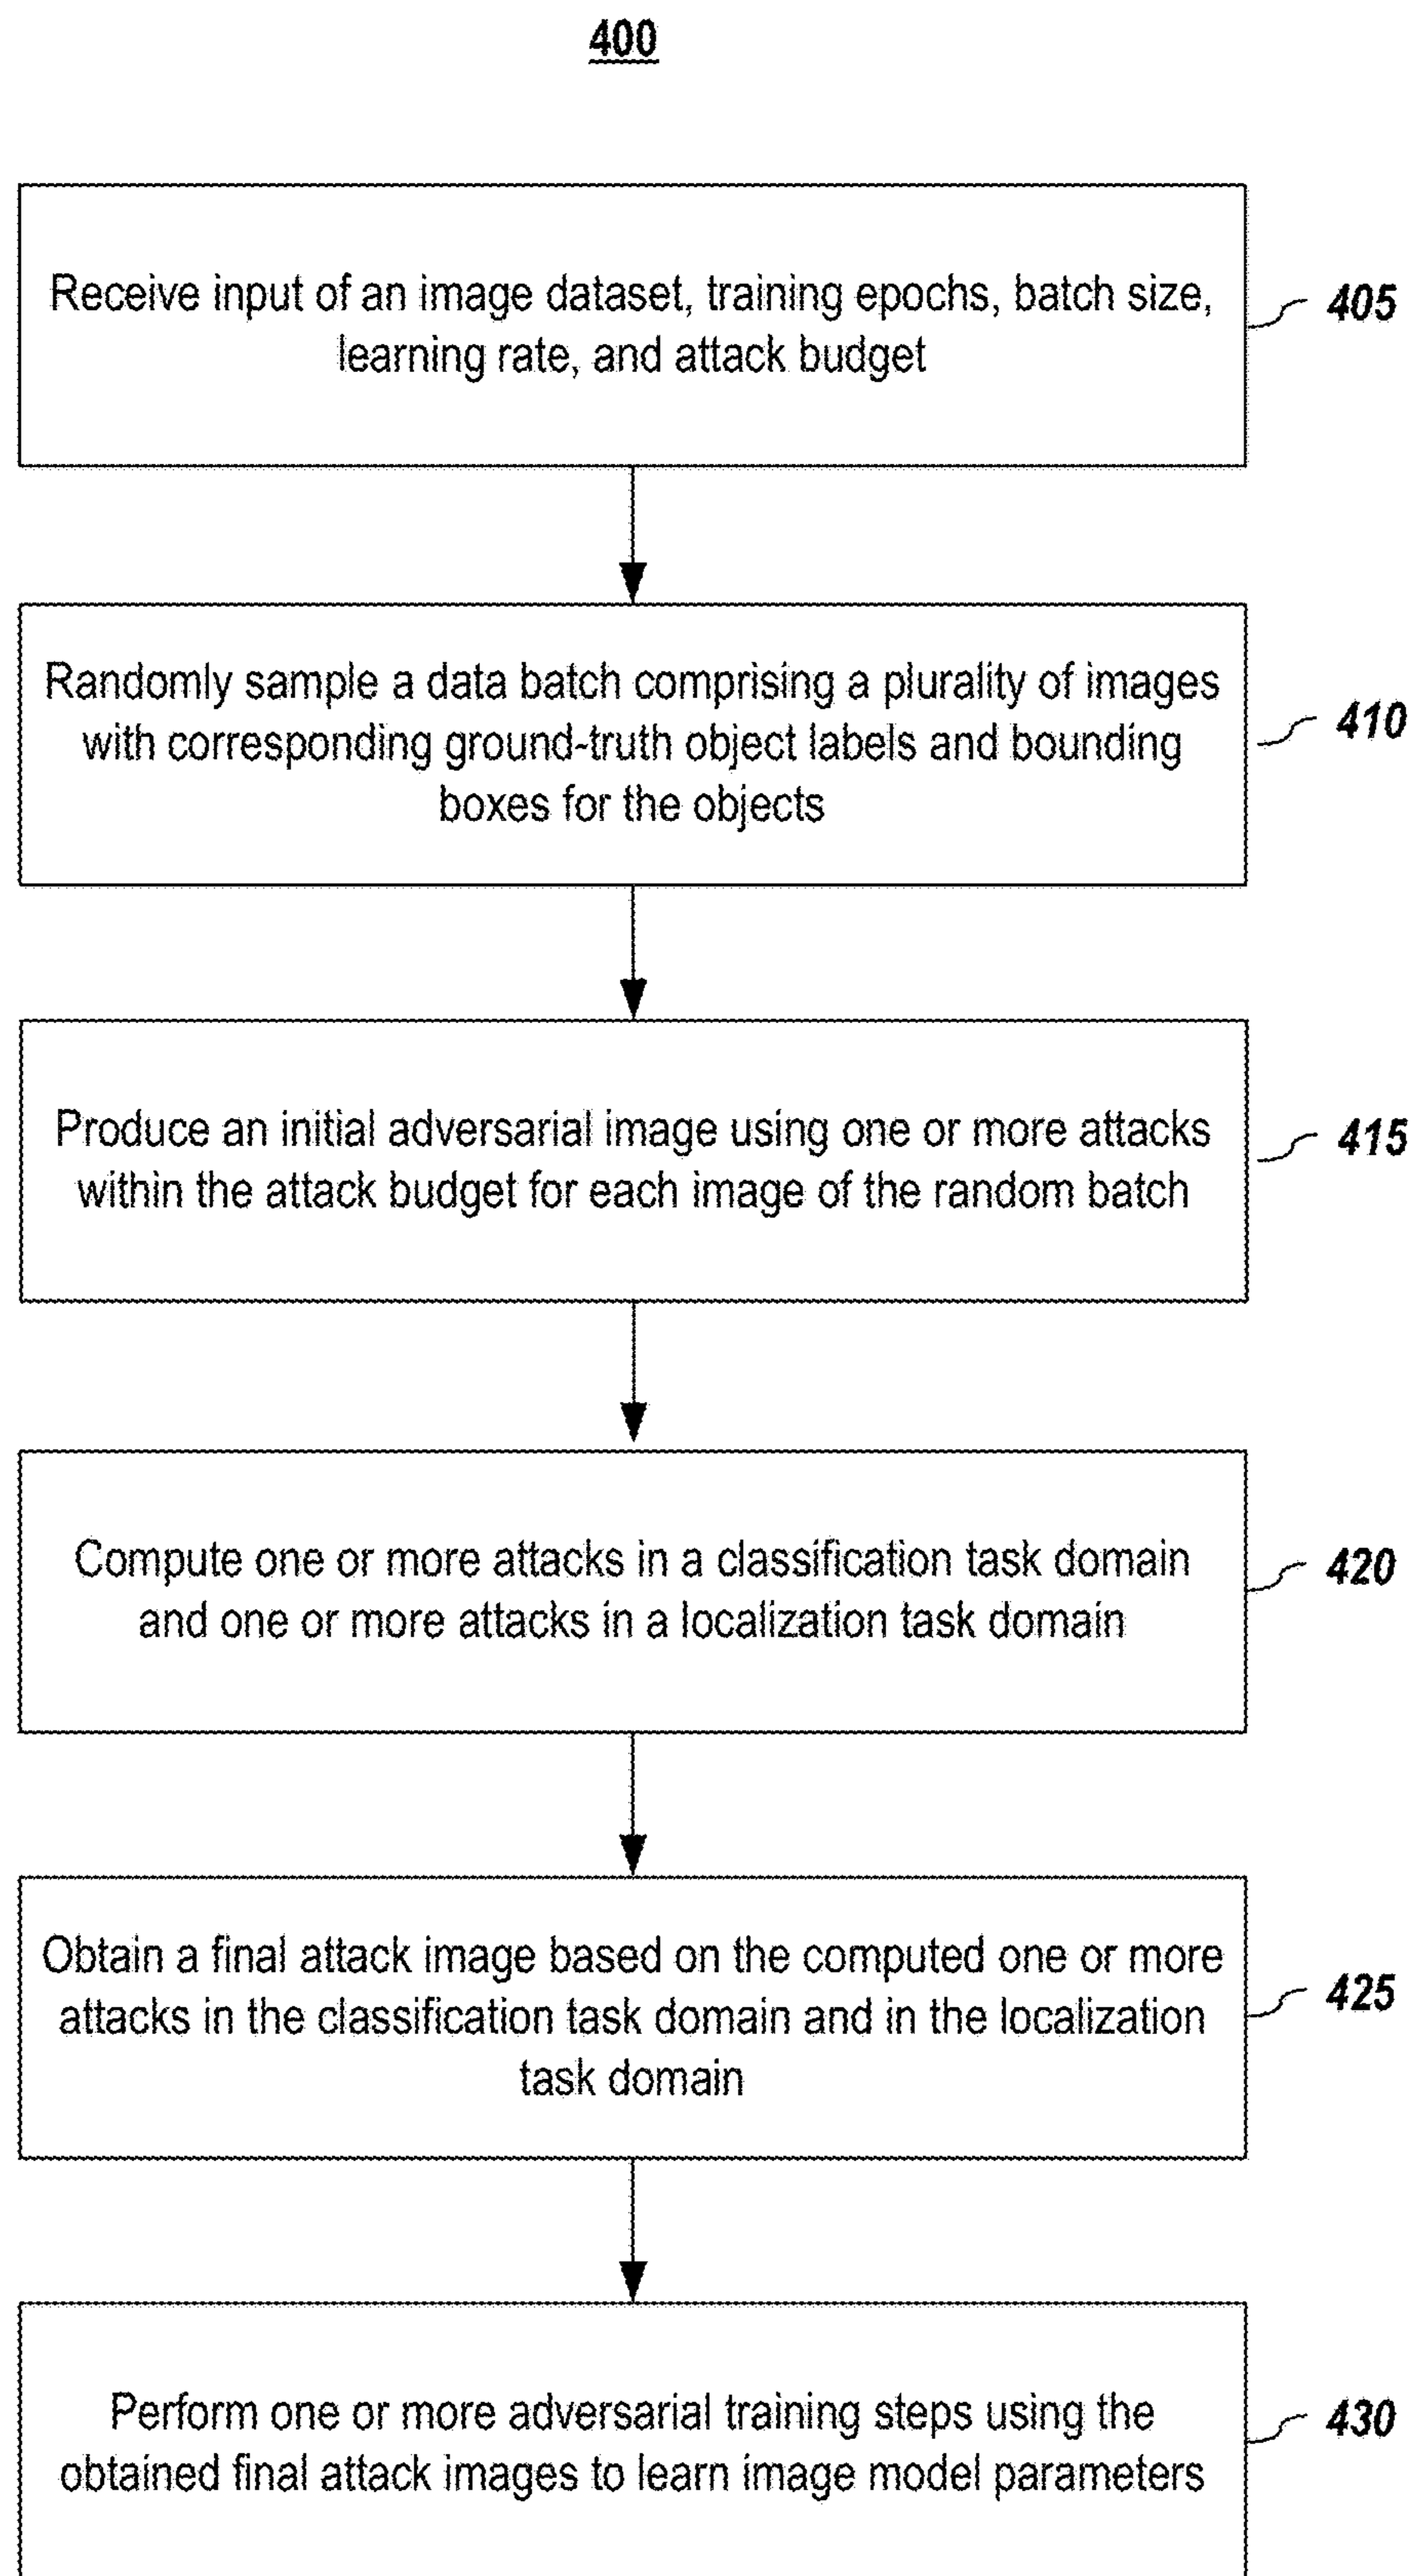 400
Receive input of an image dataset, training epochs, batch size,
learning rate, and attack budget
405
Randomly sample a data batch comprising a plurality of images
with corresponding ground-truth object labels and bounding
boxes for the objects
410
Produce an initial adversarial image using one or more attacks
within the attack budget for each image of the random batch
415
Compute one or more attacks in a classification task domain
and one or more attacks in a localization task domain
420
Obtain a final attack image based on the computed one or more
attacks in the classification task domain and in the localization
task domain
425
Perform one or more adversarial training steps using the
obtained final attack images to learn image model parameters
430